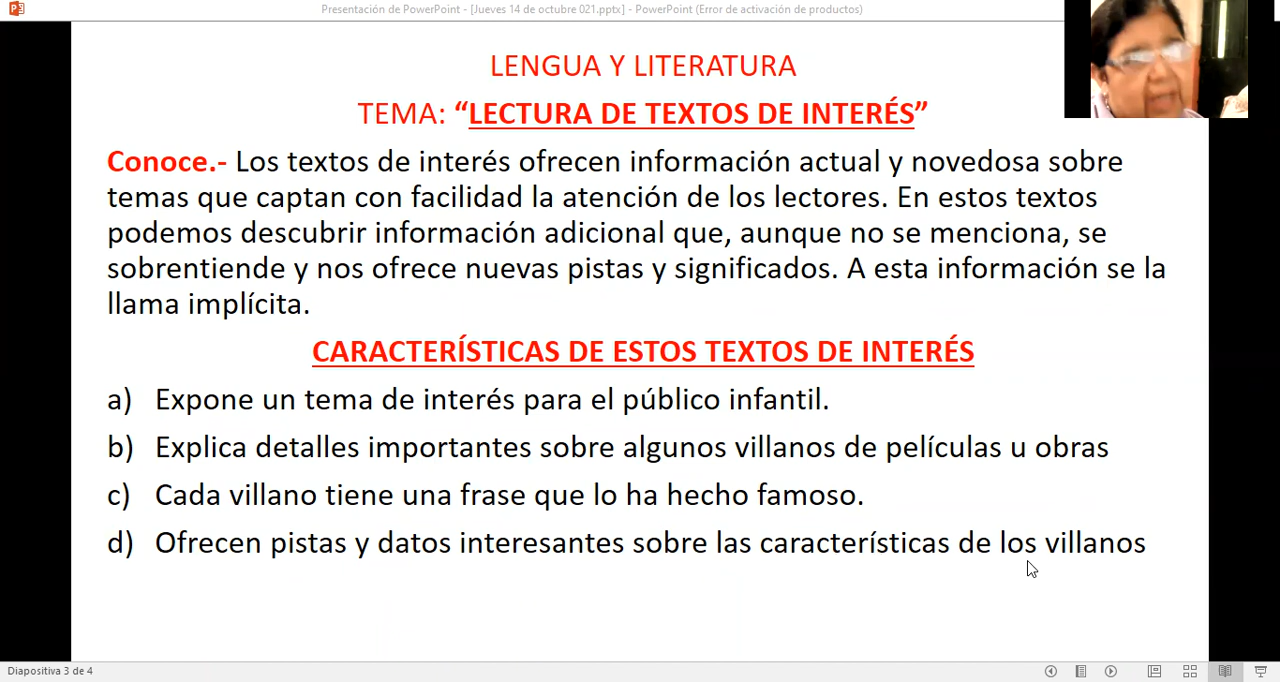 Presentación de PowerPoint - [Jueves 14 de octubre 021.pptx] - PowerPoint (Error de activación de productos)
LENGUA Y LITERATURA
TEMA: “LECTURA DE TEXTOS DE INTERÉS”
Conoce.- Los textos de interés ofrecen información actual y novedosa sobre
temas que captan con facilidad la atención de los lectores. En estos textos
podemos descubrir información adicional que, aunque no se menciona, se
sobrentiende y nos ofrece nuevas pistas y significados. A esta información se la
llama implícita.
CARACTERÍSTICAS DE ESTOS TEXTOS DE INTERÉS
a) Expone un tema de interés para el público infantil.
b) Explica detalles importantes sobre algunos villanos de películas u obras
c) Cada villano tiene una frase que lo ha hecho famoso.
d) Ofrecen pistas y datos interesantes sobre las características de los villanos
Diapositiva 3 de 4